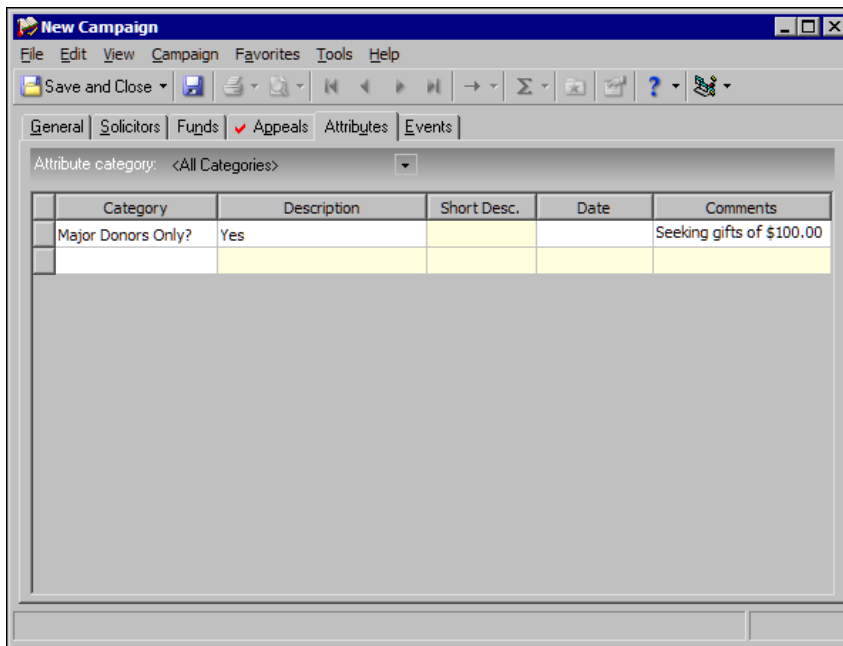 New Campaign
File Edit View Campaign Favorites Tools Help
Save and Close Σ ?
General Solicitors Funds Appeals Attributes Events
Attribute category: <All Categories>
Category Description Short Desc. Date Comments
Major Donors Only? Yes Seeking gifts of $100.00